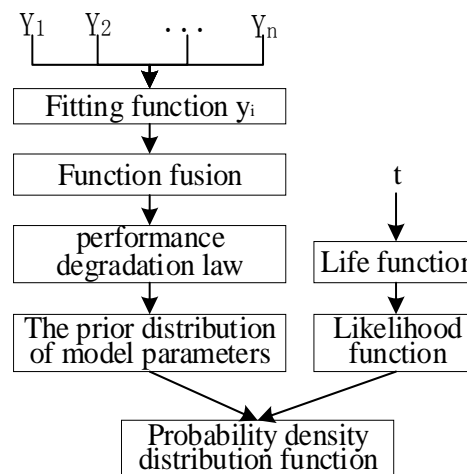 Y1 Y2 ... Yn
Fitting function yi
Function fusion
t
performance
degradation law
Life function
The prior distribution
of model parameters
Likelihood
function
Probability density
distribution function